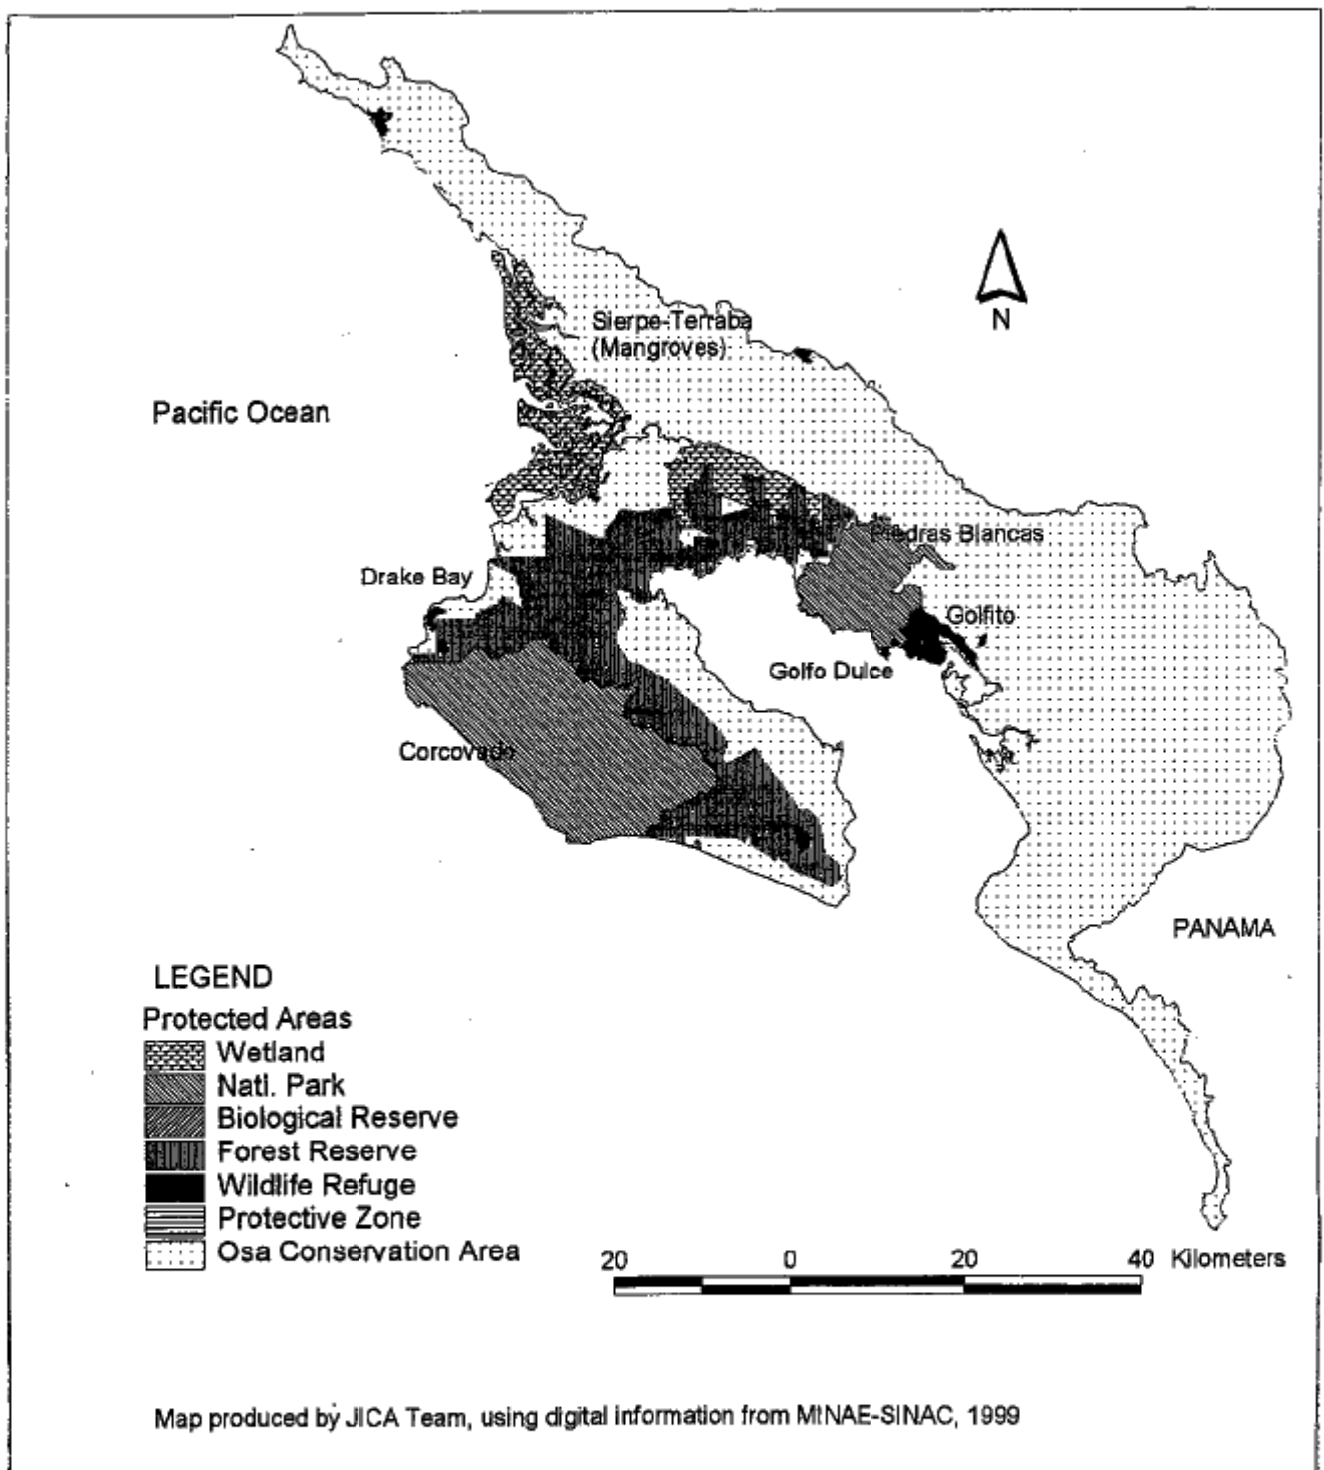 N
Sierpe-Terraba
(Mangroves)
Pacific Ocean
Piedras Blancas
Drake Bay
Golfito
Golfo Dulce
Corcovado
PANAMA
LEGEND
Protected Areas
Wetland
Natl. Park
Biological Reserve
Forest Reserve
Wildlife Refuge
Protective Zone
Osa Conservation Area
20 0 20 40 Kilometers
Map produced by JICA Team, using digital information from MINAE-SINAC, 1999